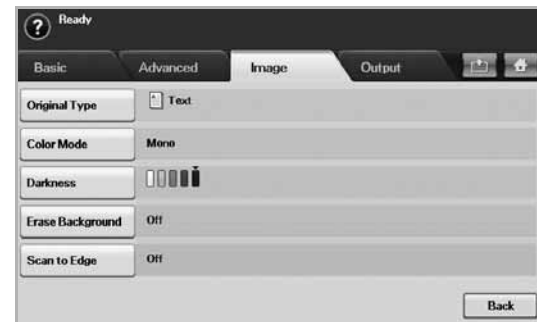 ? Ready
Basic Advanced Image Output
Original Type Text
Color Mode Mono
Darkness
Erase Background Off
Scan to Edge Off
Back